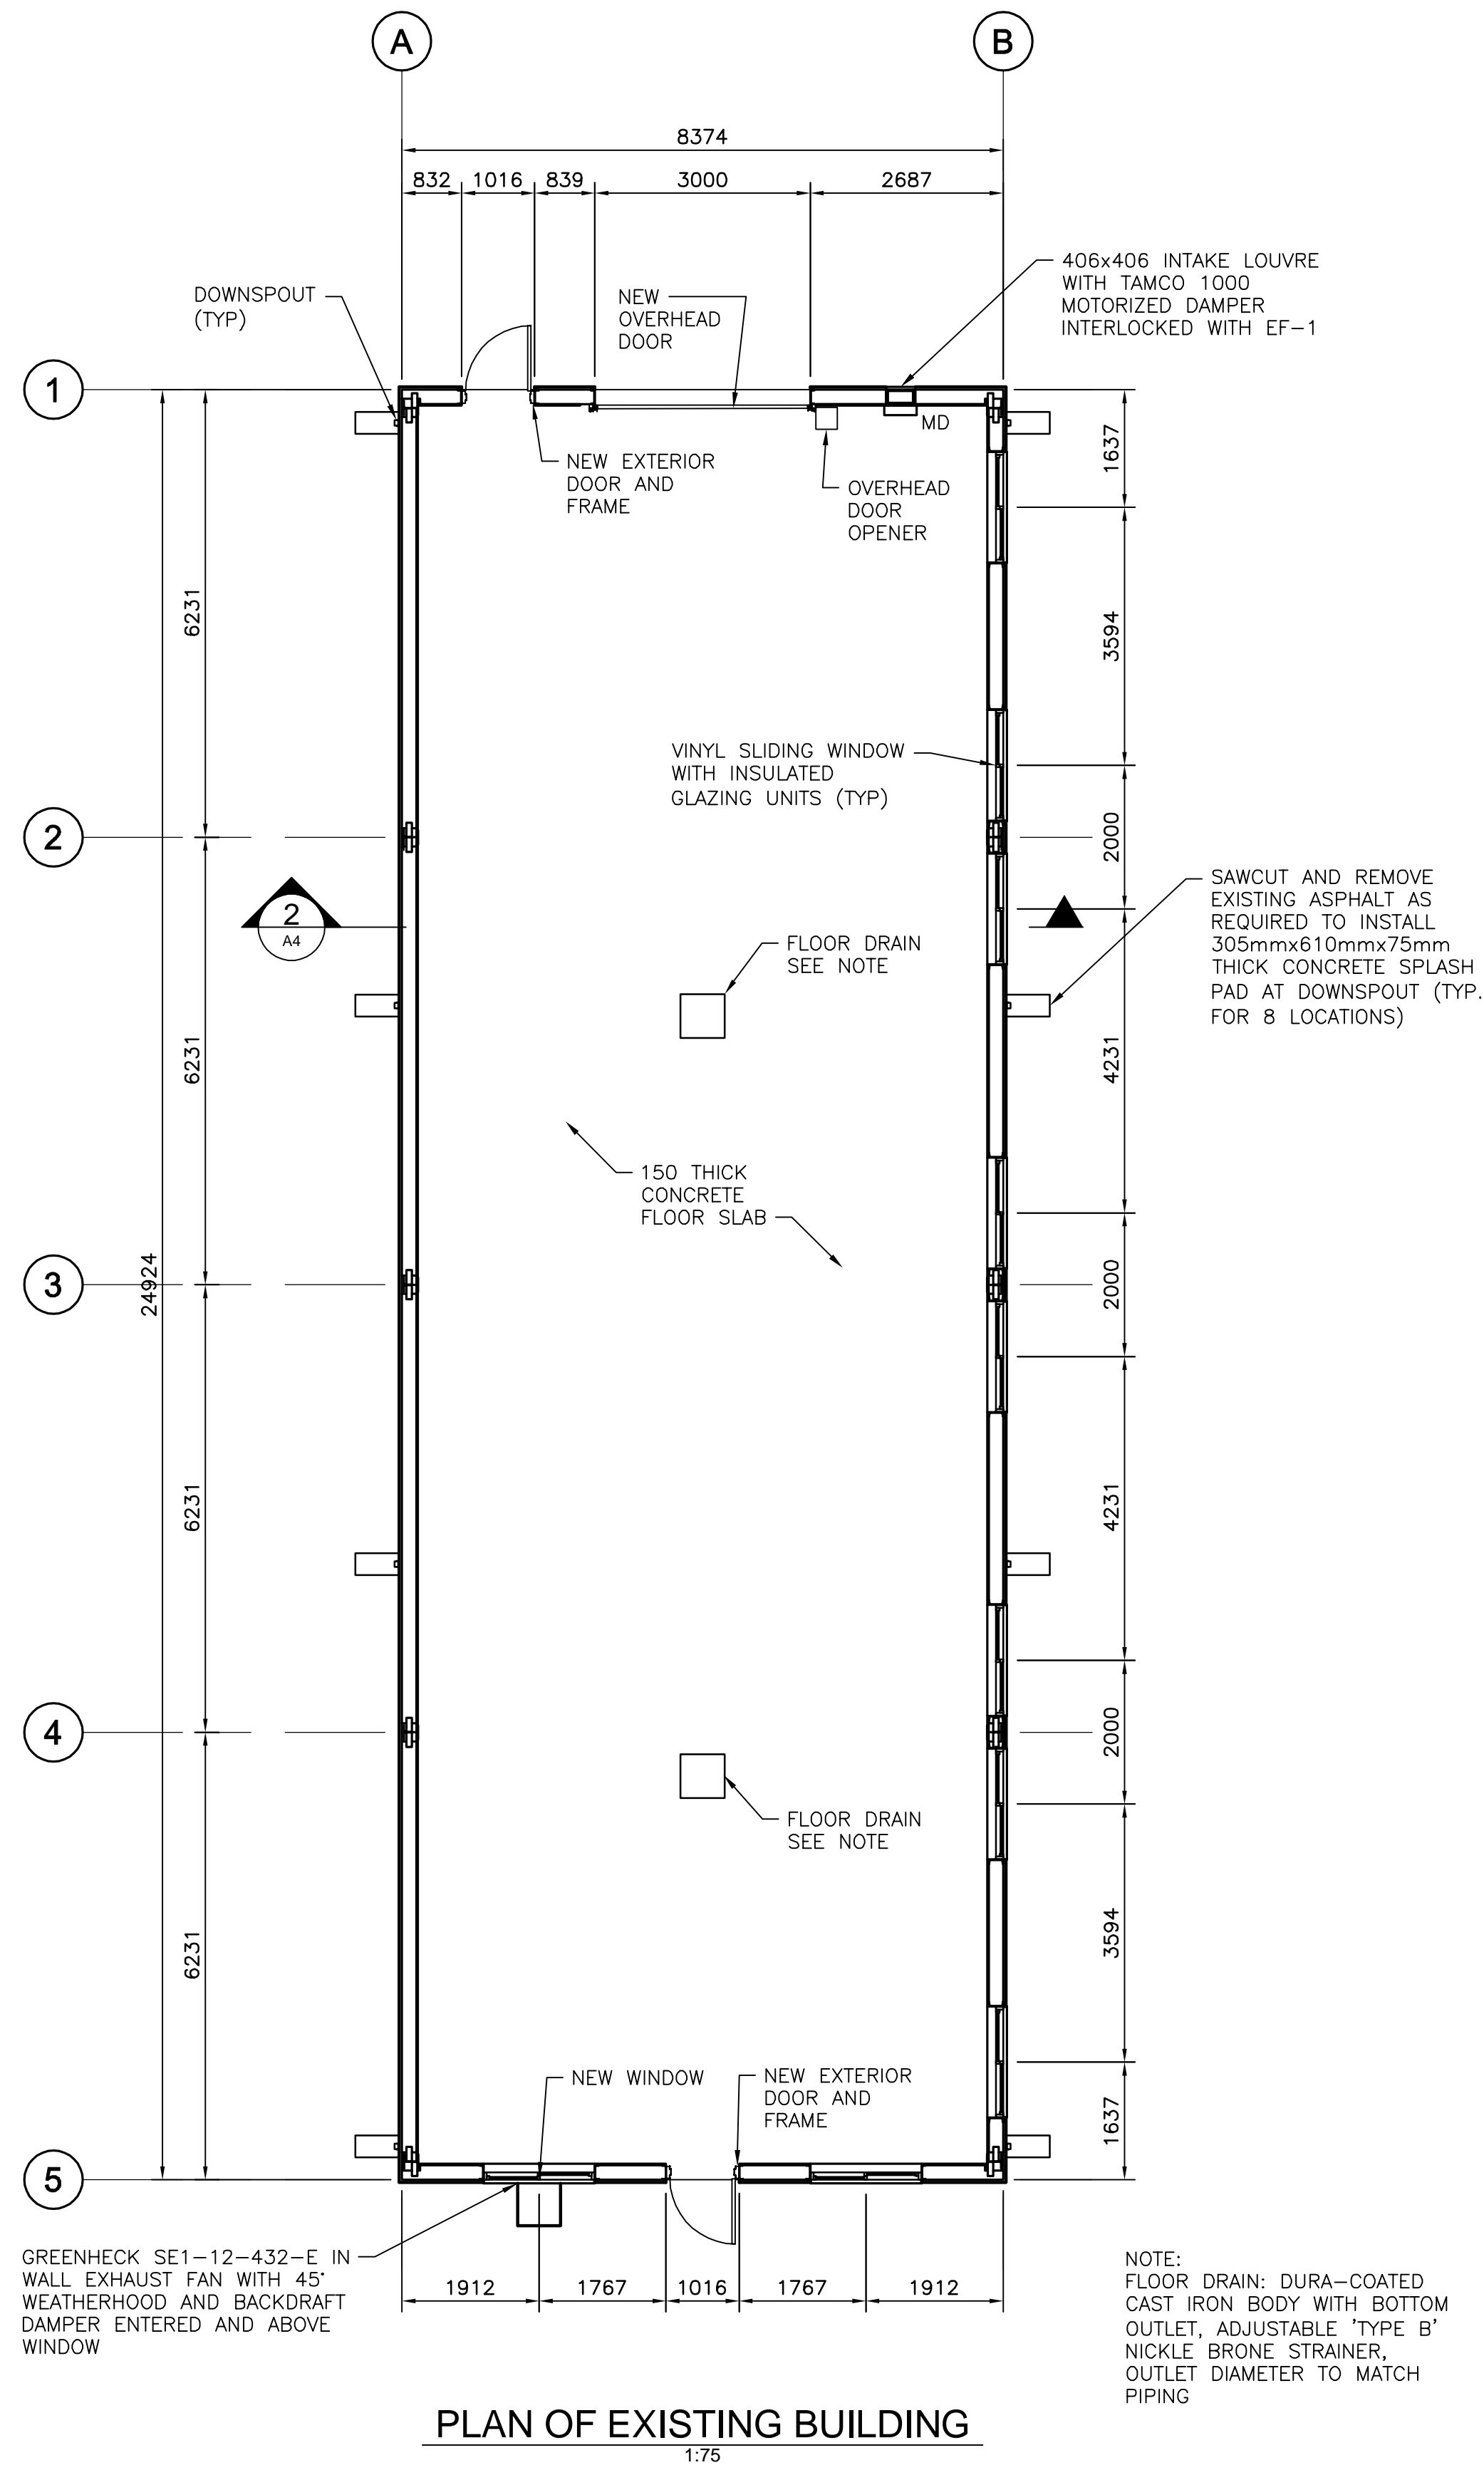 A
B
8374
832
1016
839
3000
2687
406x406 INTAKE LOUVRE
WITH TAMCO 1000
MOTORIZED DAMPER
INTERLOCKED WITH EF-1
DOWNSPOUT
(TYP)
NEW
OVERHEAD
DOOR
1
MD
NEW EXTERIOR
DOOR AND
FRAME
OVERHEAD
DOOR
OPENER
1637
6231
3594
VINYL SLIDING WINDOW
WITH INSULATED
GLAZING UNITS (TYP)
2
2000
SAWCUT AND REMOVE
EXISTING ASPHALT AS
REQUIRED TO INSTALL
305mmx610mmx75mm
THICK CONCRETE SPLASH
PAD AT DOWNSPOUT (TYP.
FOR 8 LOCATIONS)
2
A4
FLOOR DRAIN
SEE NOTE
6231
4231
150 THICK
CONCRETE
FLOOR SLAB
3
24924
2000
6231
4231
4
2000
FLOOR DRAIN
SEE NOTE
6231
3594
NEW WINDOW
NEW EXTERIOR
DOOR AND
FRAME
1637
5
GREENHECK SE1-12-432-E IN
WALL EXHAUST FAN WITH 45°
WEATHERHOOD AND BACKDRAFT
DAMPER ENTERED AND ABOVE
WINDOW
1912
1767
1016
1767
1912
NOTE:
FLOOR DRAIN: DURA-COATED
CAST IRON BODY WITH BOTTOM
OUTLET, ADJUSTABLE 'TYPE B'
NICKLE BRONE STRAINER,
OUTLET DIAMETER TO MATCH
PIPING
PLAN OF EXISTING BUILDING
1:75